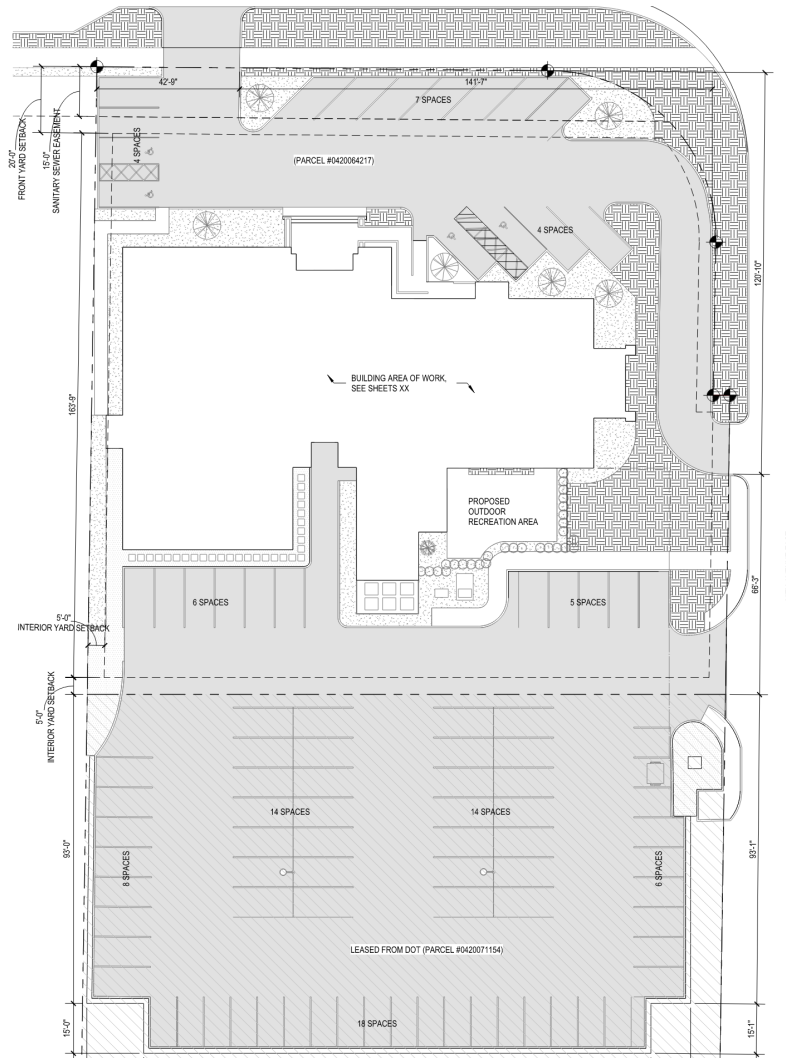 42'-9"
141'-7"
7 SPACES
20'-0"
FRONT YARD SETBACK
15'-0"
SANITARY SEWER EASEMENT
4 SPACES
(PARCEL #0420064217)
4 SPACES
120'-10"
163'-9"
BUILDING AREA OF WORK,
SEE SHEETS XX
PROPOSED
OUTDOOR
RECREATION AREA
6 SPACES
5 SPACES
66'-3"
5'-0"
INTERIOR YARD SETBACK
5'-0"
INTERIOR YARD SETBACK
14 SPACES
14 SPACES
93'-0"
8 SPACES
6 SPACES
93'-1"
LEASED FROM DOT (PARCEL #0420071154)
18 SPACES
15'-0"
15'-1"